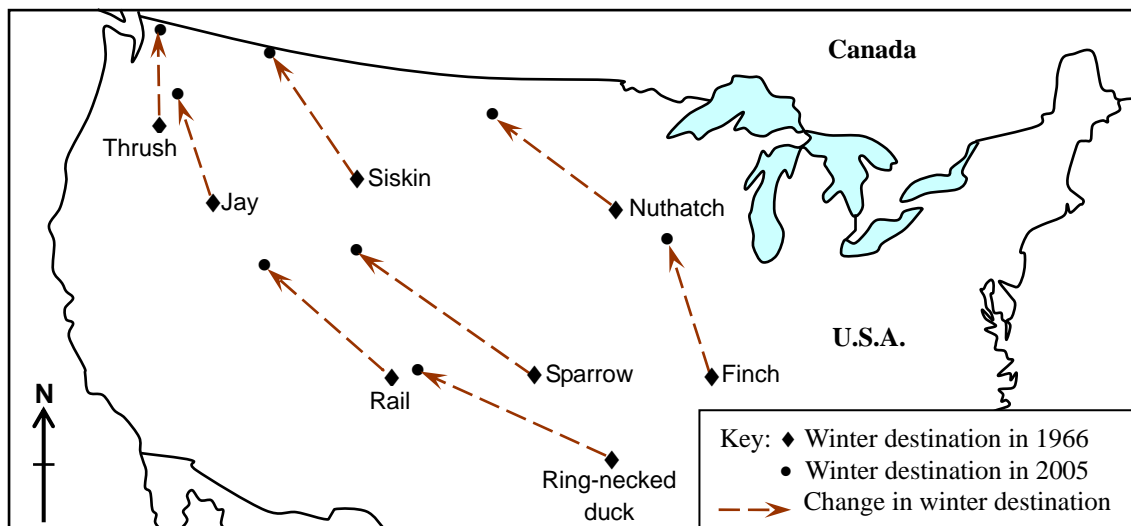 Canada
Thrush
Siskin
Jay
Nuthatch
U.S.A.
Sparrow
Finch
Rail
N
Ring-necked
duck
Key: Winter destination in 1966
Winter destination in 2005
Change in winter destination